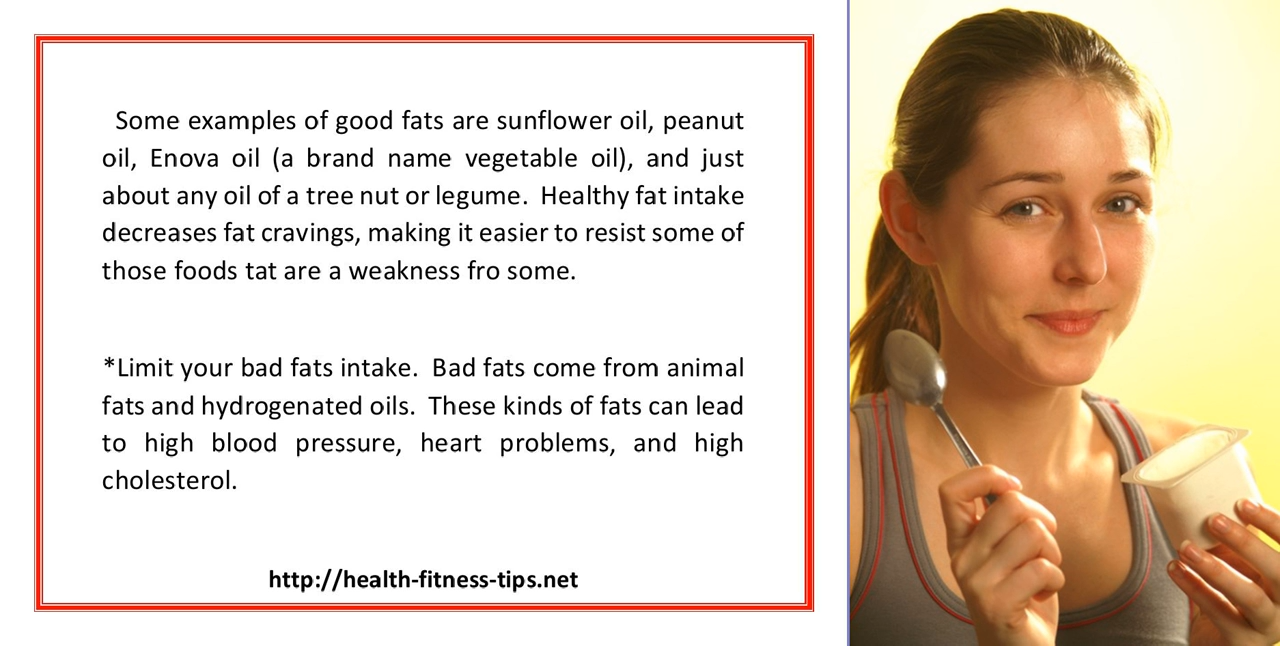 Some examples of good fats are sunflower oil, peanut
oil, Enova oil (a brand name vegetable oil), and just
about any oil of a tree nut or legume.  Healthy fat intake
decreases fat cravings, making it easier to resist some of
those foods tat are a weakness fro some.
*Limit your bad fats intake.  Bad fats come from animal
fats and hydrogenated oils.  These kinds of fats can lead
to high blood pressure, heart problems, and high
cholesterol.
http://health-fitness-tips.net